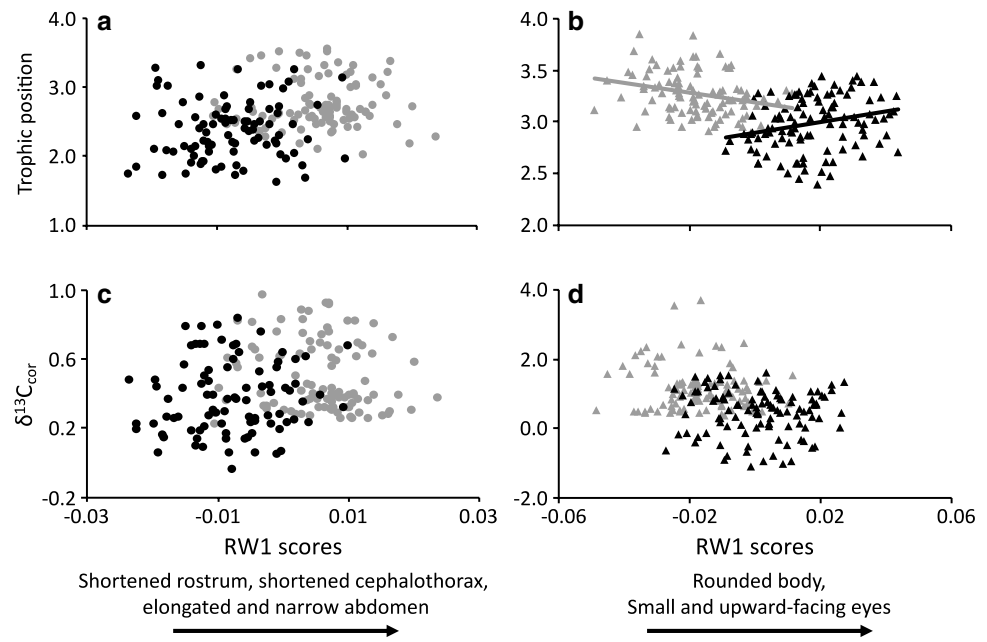 a
4.0
3.0
2.0
1.0
Trophic position
b
4.0
3.5
3.0
2.5
2.0
c
1.0
0.6
0.2
-0.2
δ13Ccor
-0.03 -0.01 0.01 0.03
RW1 scores
Shortened rostrum, shortened cephalothorax,
elongated and narrow abdomen
d
4.0
2.0
0.0
-2.0
-0.06 -0.02 0.02 0.06
RW1 scores
Rounded body,
Small and upward-facing eyes